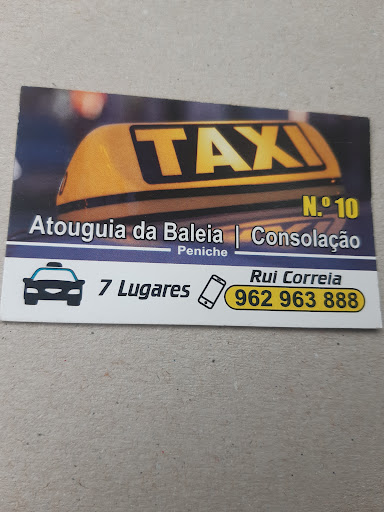 TAXI
N.º 10
Atouguia da Baleia | Consolação
Peniche
7 Lugares
Rui Correia
962 963 888